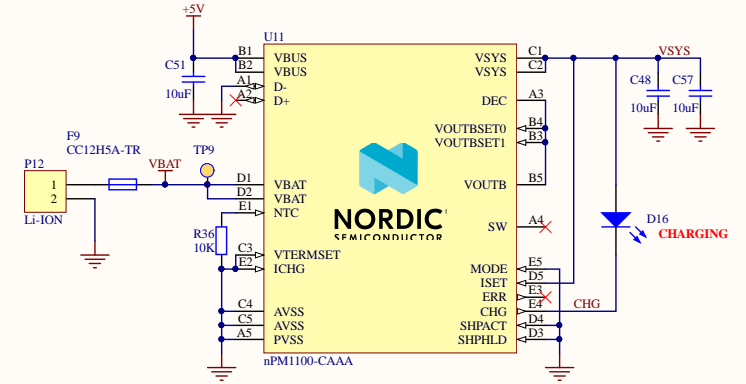 +5V
U11
C51
10uF
B1 VBUS
B2 VBUS
A1 D-
A2 D+
F9
CC12H5A-TR
P12
1
2
Li-ION
VBAT
TP9
D1 VBAT
D2 VBAT
E1 NTC
R36
10K
C3 VTERMSET
E2 ICHG
C4 AVSS
C5 AVSS
A5 PVSS
nPM1100-CAAA
NORDIC
SEMICONDUCTOR
VSYS C1
VSYS C2
DEC A3
VOUTBSET0 B4
VOUTBSET1 B3
VOUTB B5
SW A4
MODE E5
ISET D5
ERR E3
CHG E4
SHPACT D4
SHPHLD D3
VSYS
C48
10uF
C57
10uF
D16
CHARGING
CHG